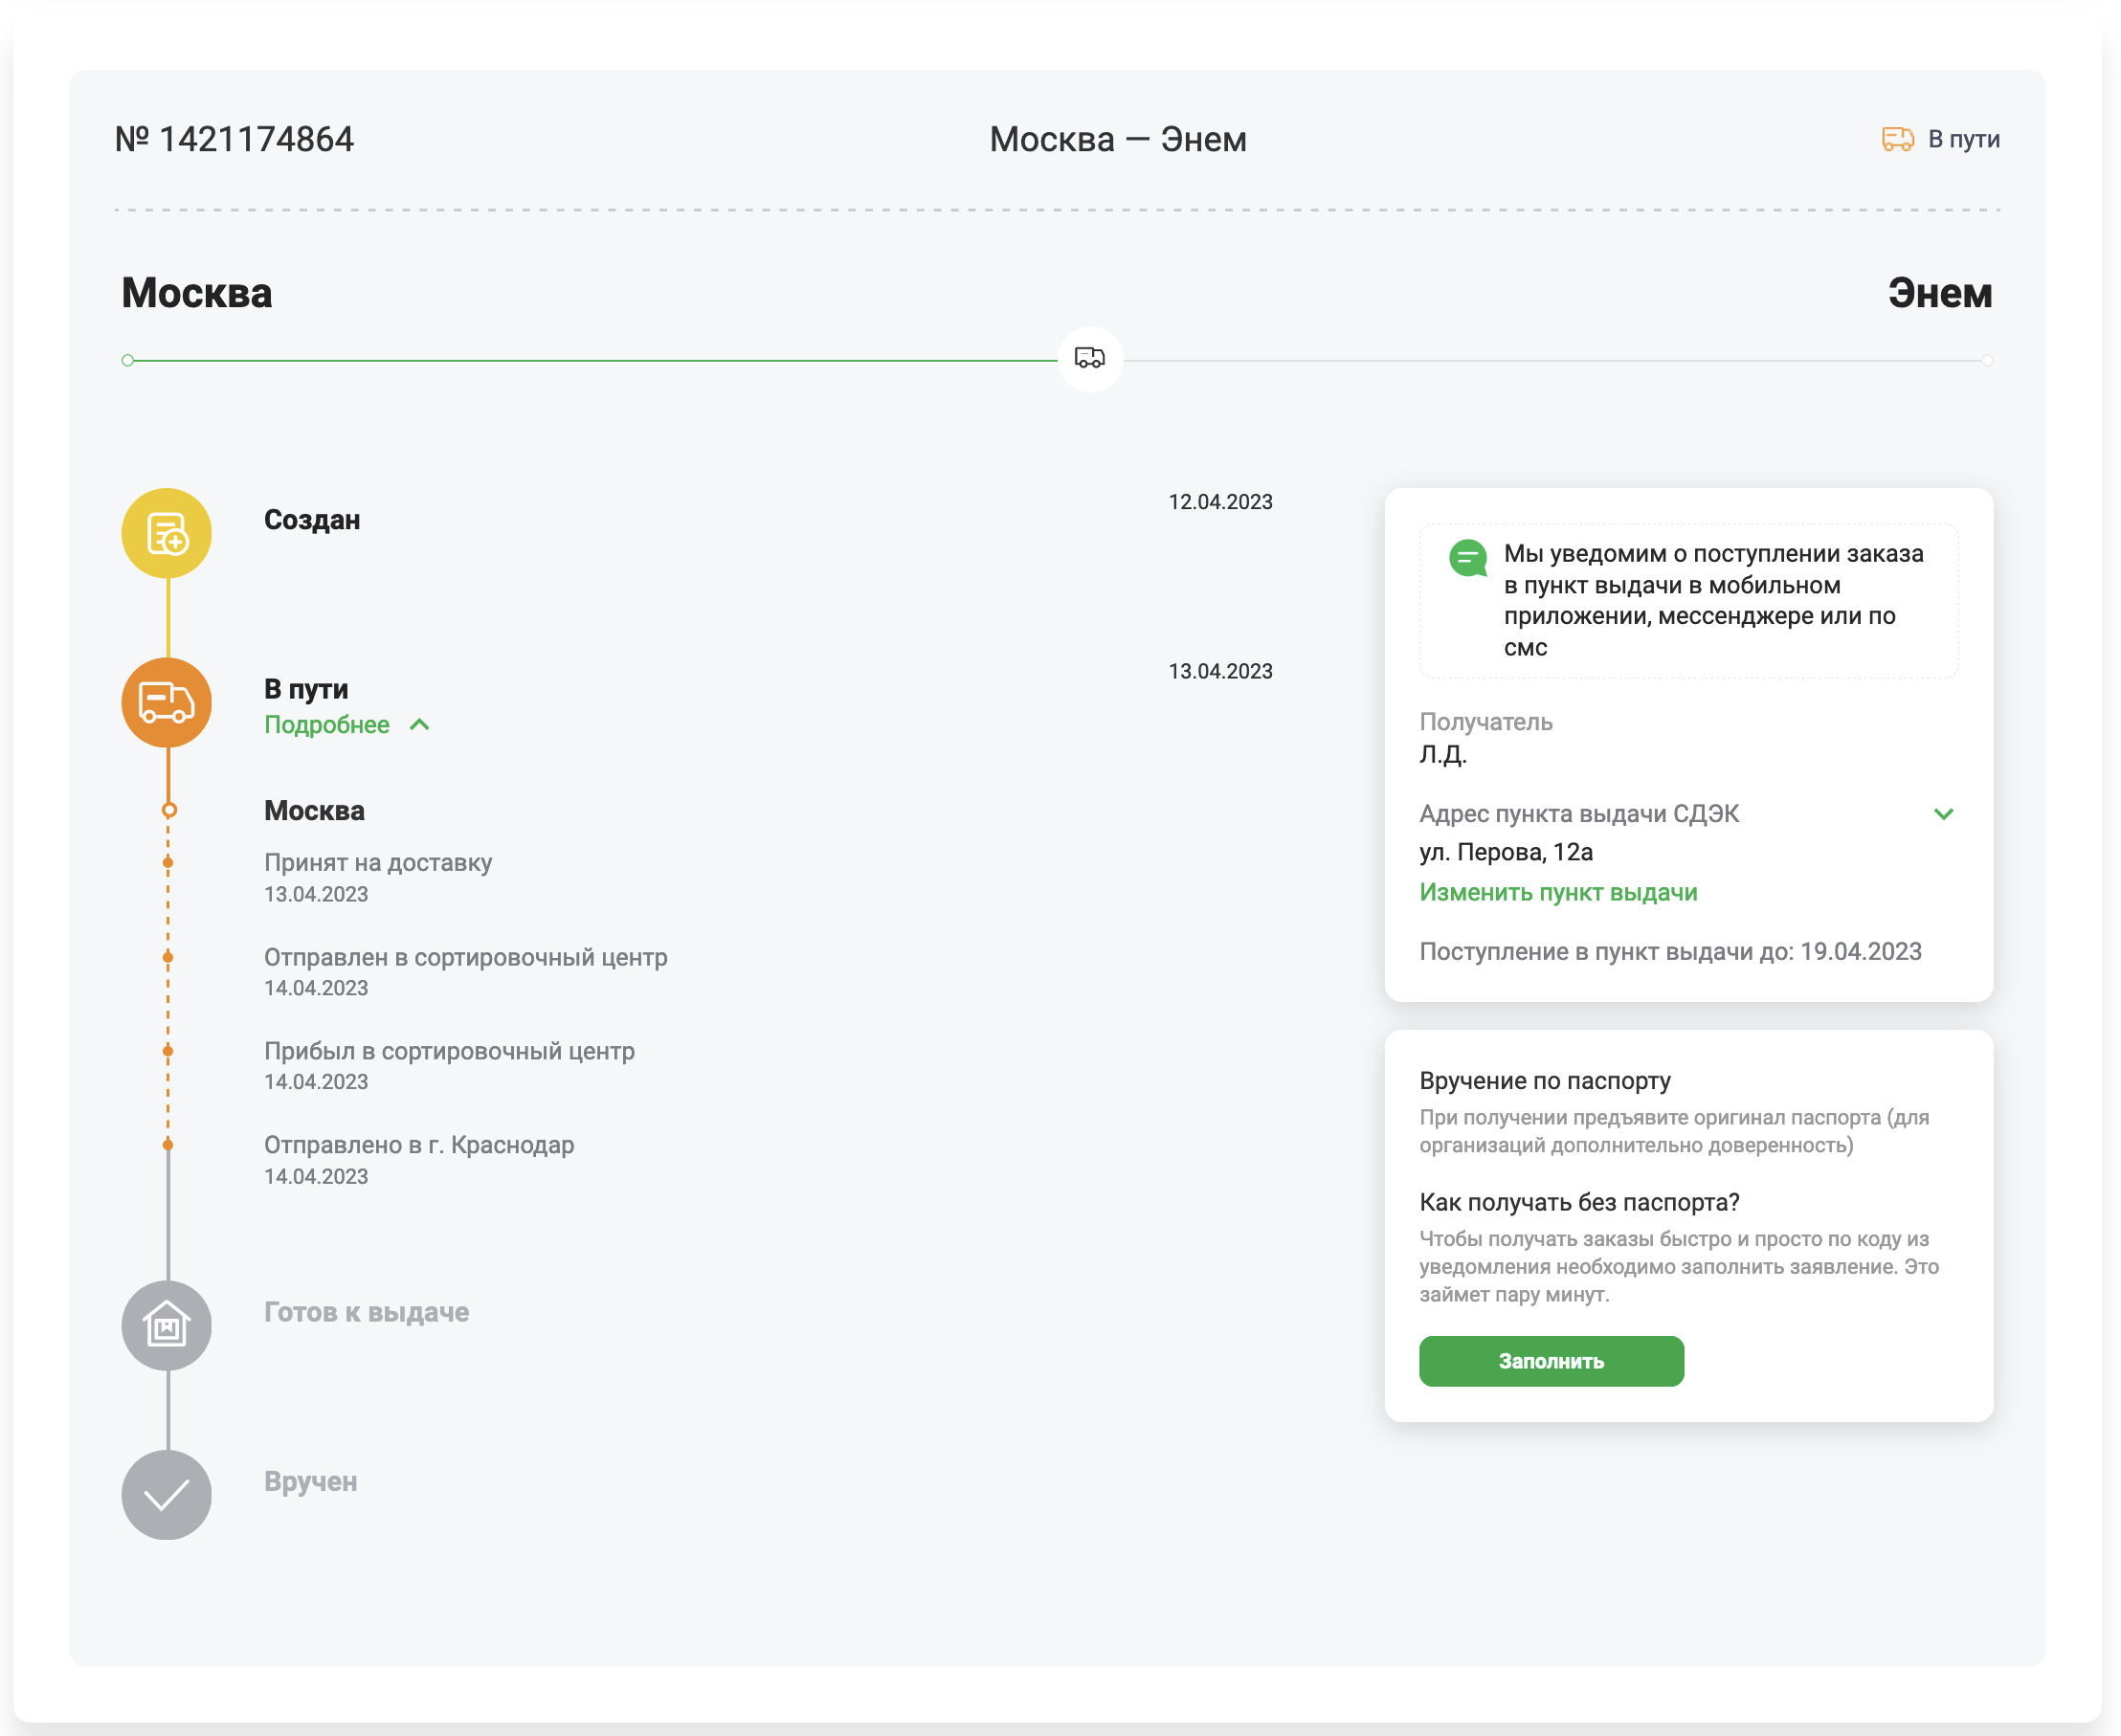 № 1421174864
Москва — Энем
В пути
Москва
Энем
Создан
12.04.2023
В пути
13.04.2023
Подробнее
Москва
Принят на доставку
13.04.2023
Отправлен в сортировочный центр
14.04.2023
Прибыл в сортировочный центр
14.04.2023
Отправлено в г. Краснодар
14.04.2023
Готов к выдаче
Вручен
Мы уведомим о поступлении заказа
в пункт выдачи в мобильном
приложении, мессенджере или по
смс
Получатель
Л.Д.
Адрес пункта выдачи СДЭК
ул. Перова, 12а
Изменить пункт выдачи
Поступление в пункт выдачи до: 19.04.2023
Вручение по паспорту
При получении предъявите оригинал паспорта (для
организаций дополнительно доверенность)
Как получать без паспорта?
Чтобы получать заказы быстро и просто по коду из
уведомления необходимо заполнить заявление. Это
займет пару минут.
Заполнить